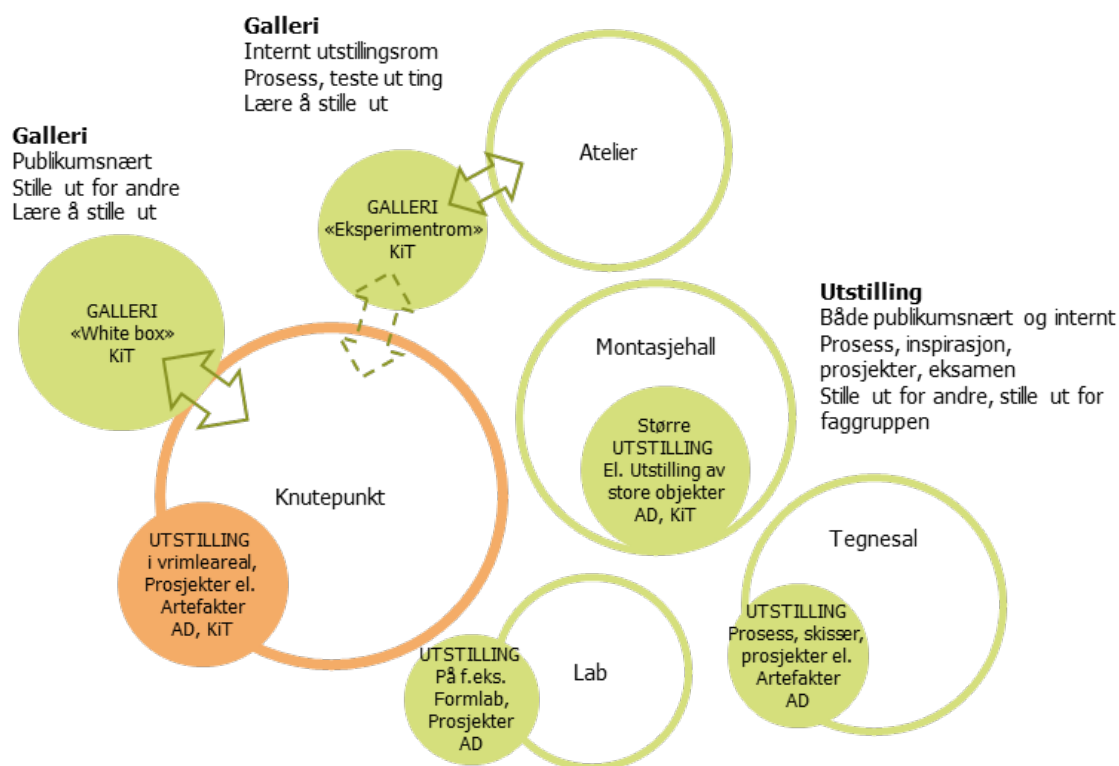 Galleri
Internt utstillingsrom
Prosess, teste ut ting
Lære å stille ut
Galleri
Publikumsnært
Stille ut for andre
Lære å stille ut
Atelier
GALLERI
«Eksperimentrom»
KiT
GALLERI
«White box»
KiT
Utstilling
Både publikumsnært og internt
Prosess, inspirasjon,
prosjekter, eksamen
Stille ut for andre, stille ut for
faggruppen
Montasjehall
Større
UTSTILLING
El. Utstilling av
store objekter
AD, KiT
Knutepunkt
UTSTILLING
i vrimleareal,
Prosjekter el.
Artefakter
AD, KiT
Tegnesal
UTSTILLING
Prosess, skisser,
prosjekter el.
Artefakter
AD
Lab
UTSTILLING
På f.eks.
Formlab,
Prosjekter
AD